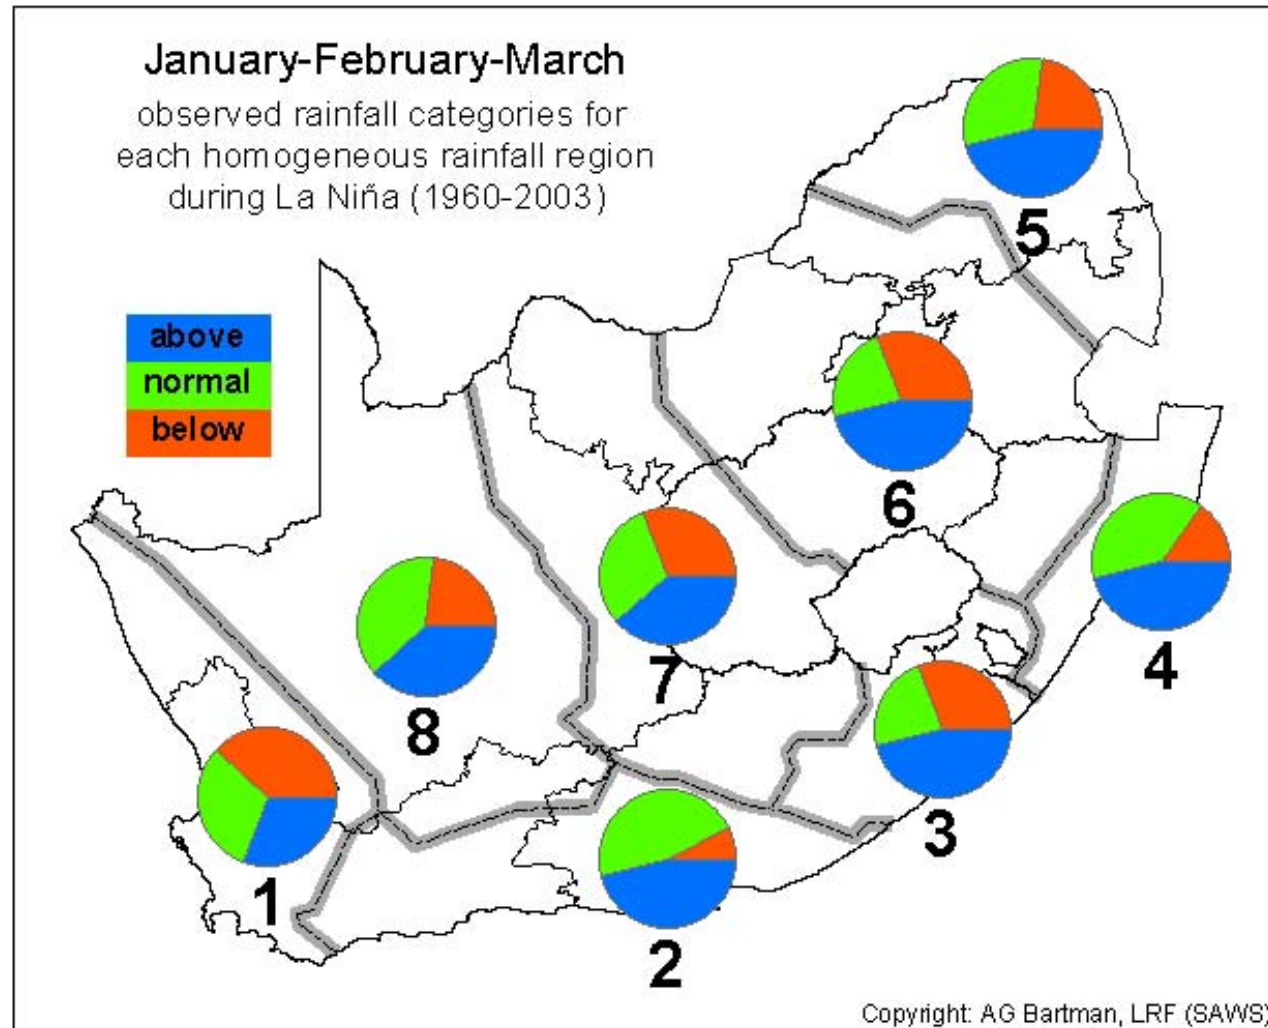 January-February-March
observed rainfall categories for
each homogeneous rainfall region
during La Niña (1960-2003)
above
normal
below
5
6
7
4
8
3
1
2
Copyright: AG Bartman, LRF (SAWS)